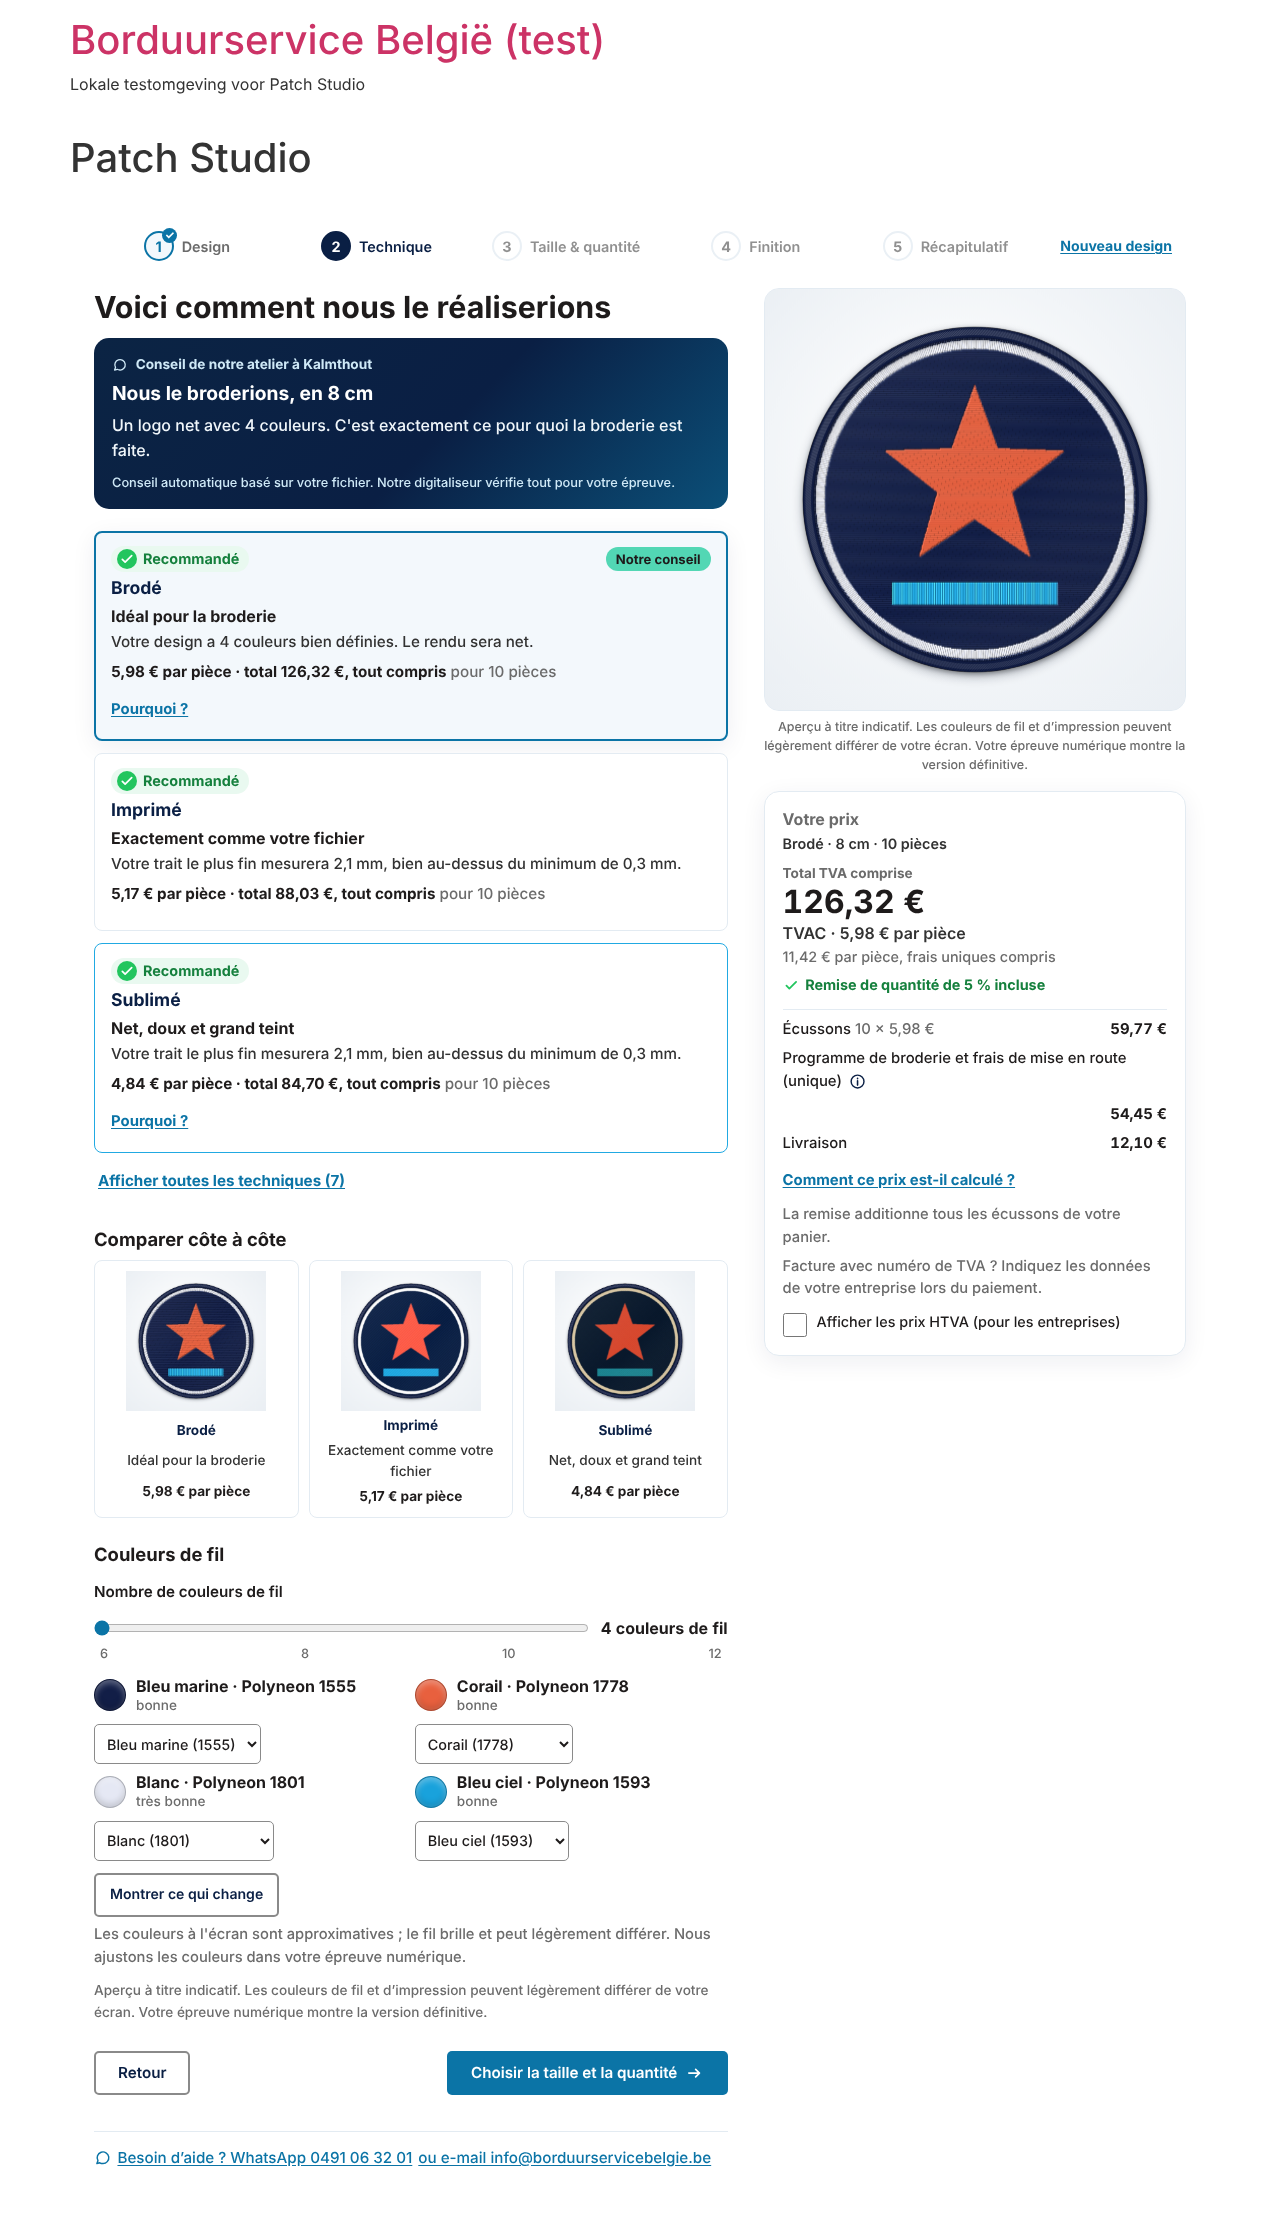 Borduurservice België (test)
Lokale testomgeving voor Patch Studio
Patch Studio
1 Design
2 Technique
3 Taille & quantité
4 Finition
5 Récapitulatif
Nouveau design
Voici comment nous le réaliserions
Conseil de notre atelier à Kalmthout
Nous le broderions, en 8 cm
Un logo net avec 4 couleurs. C'est exactement ce pour quoi la broderie est
faite.
Conseil automatique basé sur votre fichier. Notre digitaliseur vérifie tout pour votre épreuve.
Recommandé
Notre conseil
Brodé
Idéal pour la broderie
Votre design a 4 couleurs bien définies. Le rendu sera net.
5,98 € par pièce · total 126,32 €, tout compris pour 10 pièces
Pourquoi ?
Recommandé
Imprimé
Exactement comme votre fichier
Votre trait le plus fin mesurera 2,1 mm, bien au-dessus du minimum de 0,3 mm.
5,17 € par pièce · total 88,03 €, tout compris pour 10 pièces
Recommandé
Sublimé
Net, doux et grand teint
Votre trait le plus fin mesurera 2,1 mm, bien au-dessus du minimum de 0,3 mm.
4,84 € par pièce · total 84,70 €, tout compris pour 10 pièces
Pourquoi ?
Afficher toutes les techniques (7)
Comparer côte à côte
Brodé
Idéal pour la broderie
5,98 € par pièce
Imprimé
Exactement comme votre
fichier
5,17 € par pièce
Sublimé
Net, doux et grand teint
4,84 € par pièce
Couleurs de fil
Nombre de couleurs de fil
4 couleurs de fil
6 8 10 12
Bleu marine · Polyneon 1555
bonne
Bleu marine (1555)
Corail · Polyneon 1778
bonne
Corail (1778)
Blanc · Polyneon 1801
très bonne
Blanc (1801)
Bleu ciel · Polyneon 1593
bonne
Bleu ciel (1593)
Montrer ce qui change
Les couleurs à l'écran sont approximatives ; le fil brille et peut légèrement différer. Nous
ajustons les couleurs dans votre épreuve numérique.
Aperçu à titre indicatif. Les couleurs de fil et d’impression peuvent légèrement différer de votre
écran. Votre épreuve numérique montre la version définitive.
Retour
Choisir la taille et la quantité →
Besoin d’aide ? WhatsApp 0491 06 32 01 ou e-mail info@borduurservicebelgie.be
Aperçu à titre indicatif. Les couleurs de fil et d’impression peuvent
légèrement différer de votre écran. Votre épreuve numérique montre la
version définitive.
Votre prix
Brodé · 8 cm · 10 pièces
Total TVA comprise
126,32 €
TVAC · 5,98 € par pièce
11,42 € par pièce, frais uniques compris
Remise de quantité de 5 % incluse
Écussons 10 × 5,98 € 59,77 €
Programme de broderie et frais de mise en route
(unique)
54,45 €
Livraison 12,10 €
Comment ce prix est-il calculé ?
La remise additionne tous les écussons de votre
panier.
Facture avec numéro de TVA ? Indiquez les données
de votre entreprise lors du paiement.
Afficher les prix HTVA (pour les entreprises)